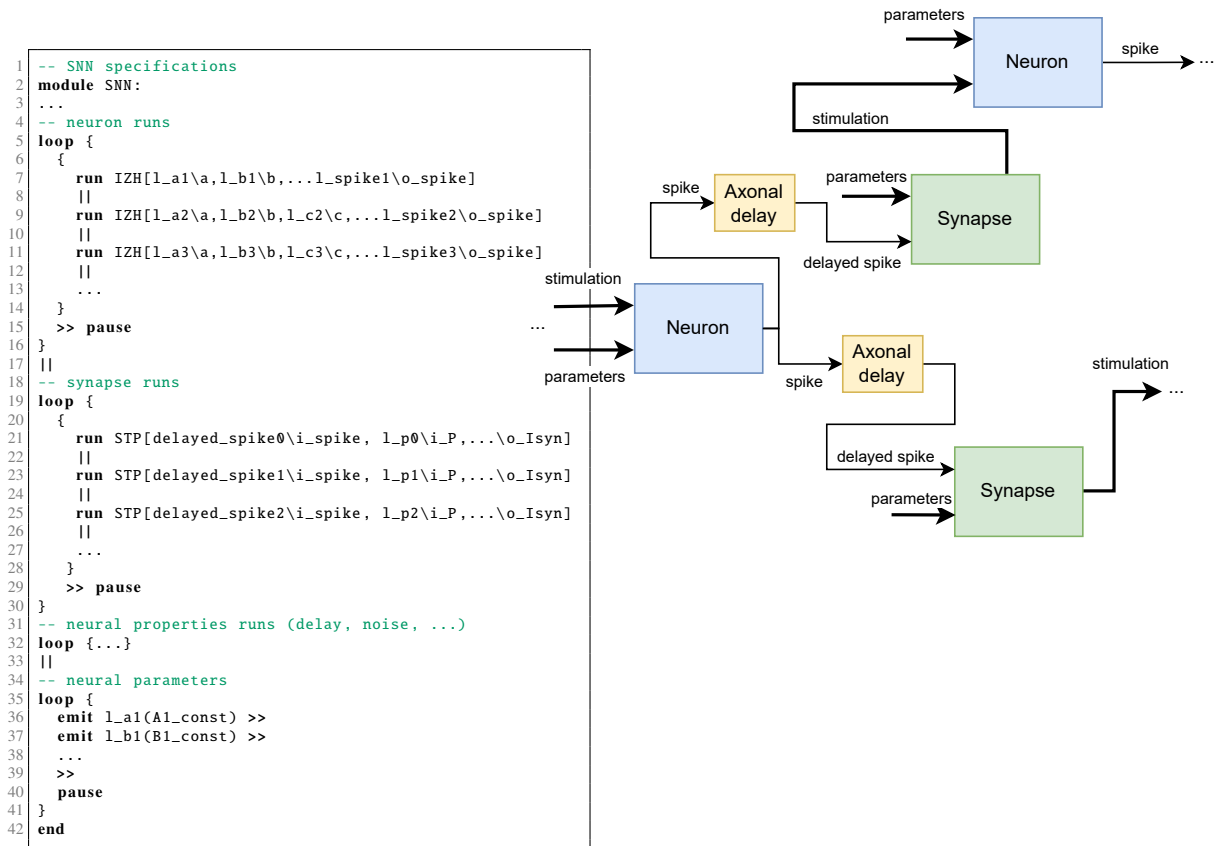 1 -- SNN specifications
2 module SNN:
3 ...
4 -- neuron runs
5 loop {
6 {
7 run IZH[l_a1\a,l_b1\b,...l_spike1\o_spike]
8 ||
9 run IZH[l_a2\a,l_b2\b,l_c2\c,...l_spike2\o_spike]
10 ||
11 run IZH[l_a3\a,l_b3\b,l_c3\c,...l_spike3\o_spike]
12 ||
13 ...
14 }
15 >> pause
16 }
17 ||
18 -- synapse runs
19 loop {
20 {
21 run STP[delayed_spike0\i_spike, l_p0\i_P,...\o_Isyn]
22 ||
23 run STP[delayed_spike1\i_spike, l_p1\i_P,...\o_Isyn]
24 ||
25 run STP[delayed_spike2\i_spike, l_p2\i_P,...\o_Isyn]
26 ||
27 ...
28 }
29 >> pause
30 }
31 -- neural properties runs (delay, noise, ...)
32 loop {...}
33 ||
34 -- neural parameters
35 loop {
36 emit l_a1(A1_const) >>
37 emit l_b1(B1_const) >>
38 ...
39 >>
40 pause
41 }
42 end
parameters
Neuron
spike
...
stimulation
parameters
Synapse
spike
Axonal
delay
delayed spike
stimulation
...
Neuron
parameters
spike
Axonal
delay
stimulation
...
delayed spike
parameters
Synapse